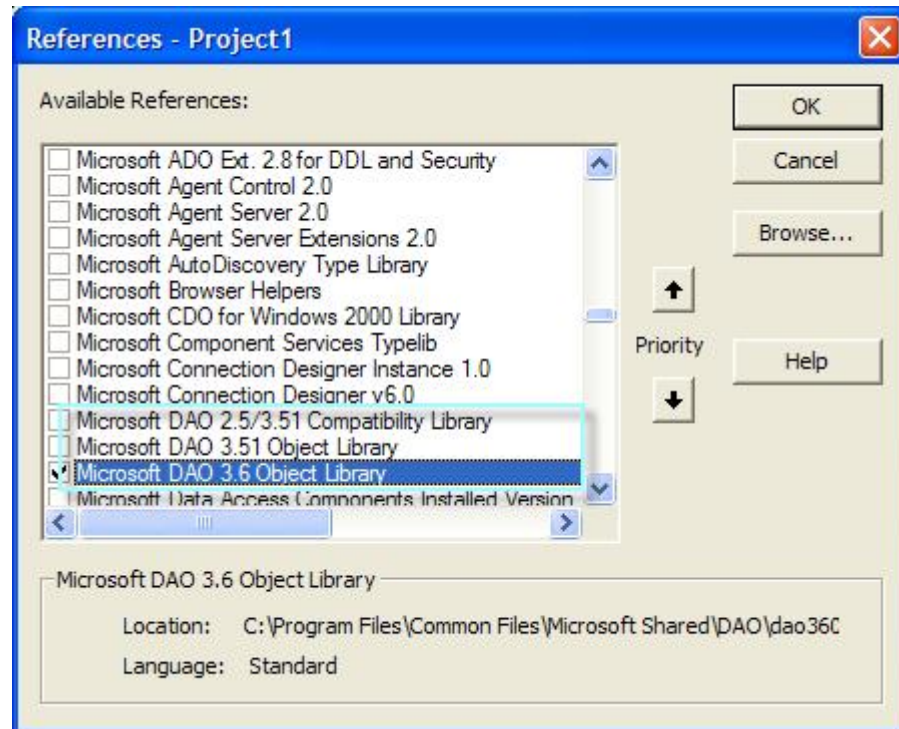 References - Project1
Available References:
Microsoft ADO Ext. 2.8 for DDL and Security
Microsoft Agent Control 2.0
Microsoft Agent Server 2.0
Microsoft Agent Server Extensions 2.0
Microsoft AutoDiscovery Type Library
Microsoft Browser Helpers
Microsoft CDO for Windows 2000 Library
Microsoft Component Services Typelib
Microsoft Connection Designer Instance 1.0
Microsoft Connection Designer v6.0
Microsoft DAO 2.5/3.51 Compatibility Library
Microsoft DAO 3.51 Object Library
Microsoft DAO 3.6 Object Library
Microsoft Data Access Components Installed Version
OK
Cancel
Browse...
Priority
Help
Microsoft DAO 3.6 Object Library
Location: C:\Program Files\Common Files\Microsoft Shared\DAO\dao360
Language: Standard